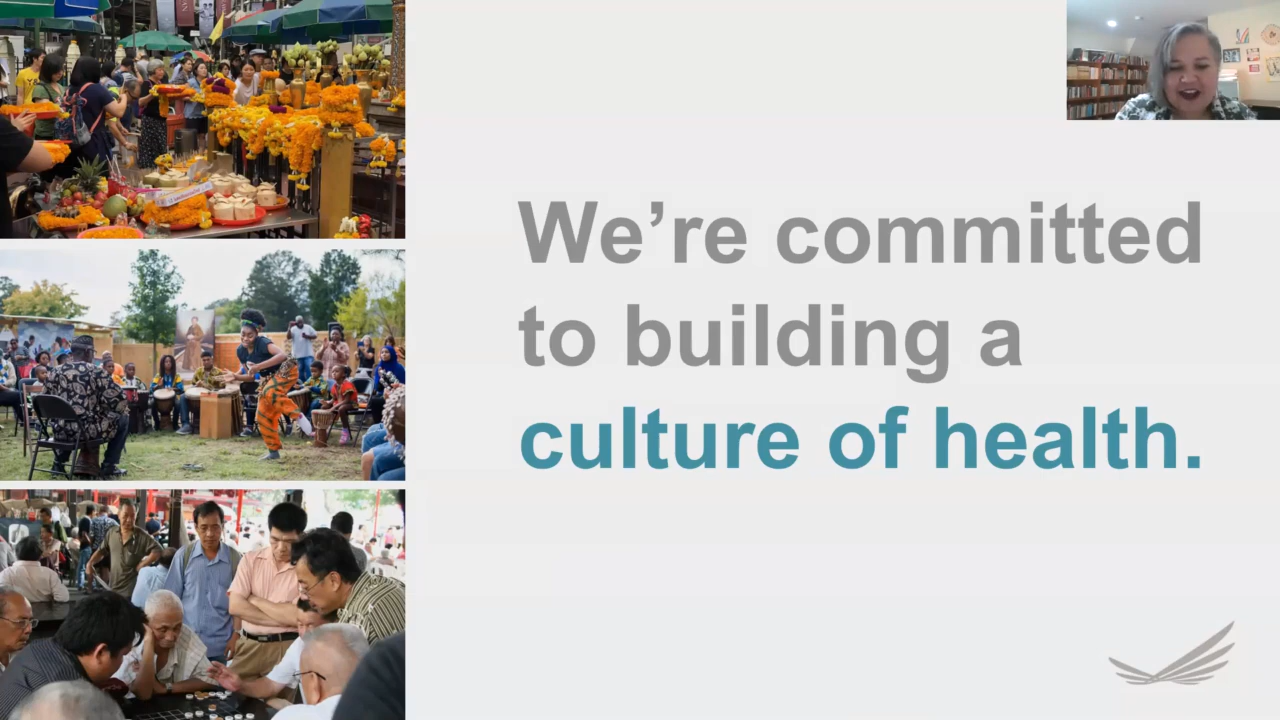 We’re committed
to building a
culture of health.